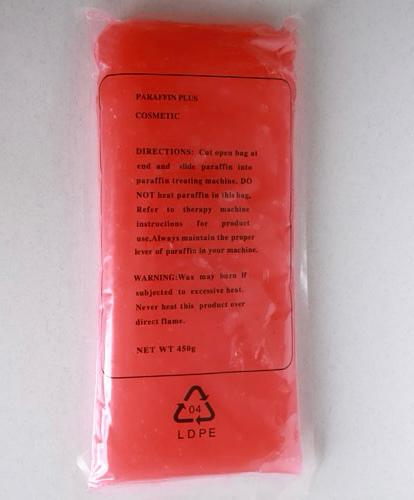 PARAFFIN PLUS
COSMETIC
DIRECTIONS: Cut open bag at
end and slide paraffin into
paraffin treating machine. DO
NOT heat paraffin in this bag,
Refer to therapy machine
instructions for product
use,Always maintain the proper
lever of paraffin in your machine.
WARNING:Wax may burn if
subjected to excessive heat.
Never heat this product over
direct flame.
NET WT 450g
04
LDPE